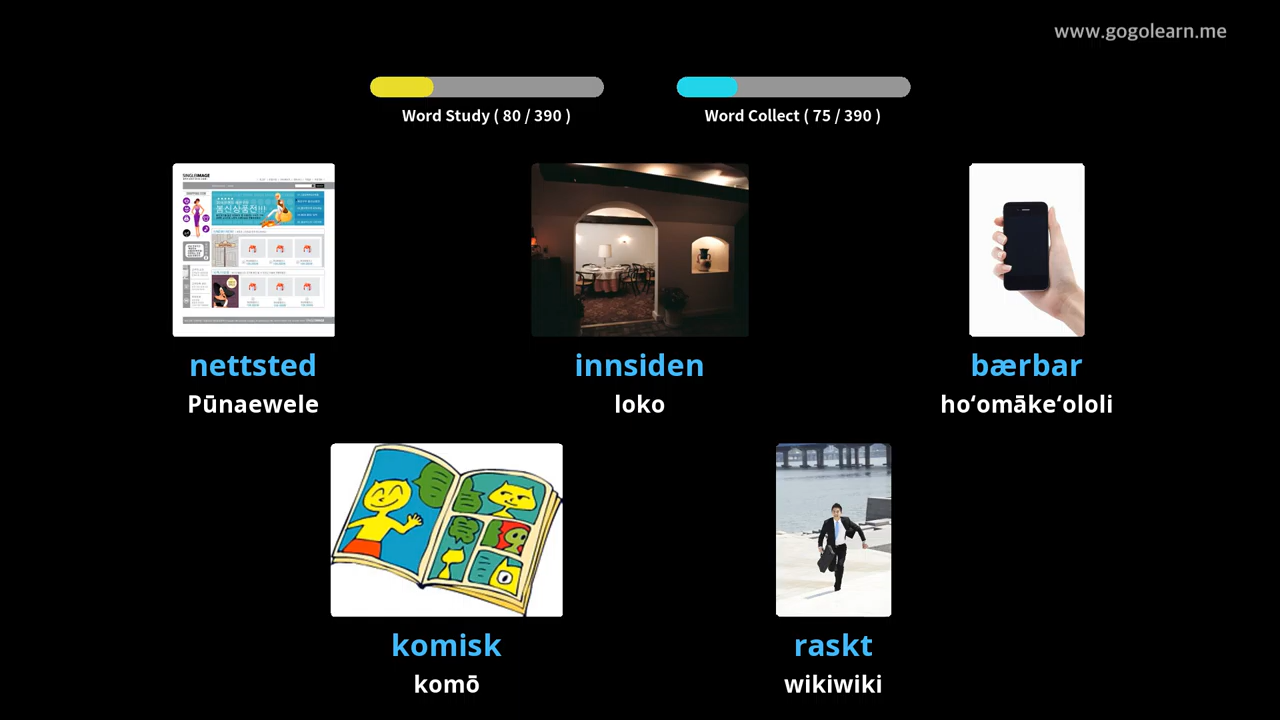 www.gogolearn.me
Word Study ( 80 / 390 )
Word Collect ( 75 / 390 )
nettsted
Pūnaewele
innsiden
loko
bærbar
hoʻomākeʻololi
komisk
komō
raskt
wikiwiki